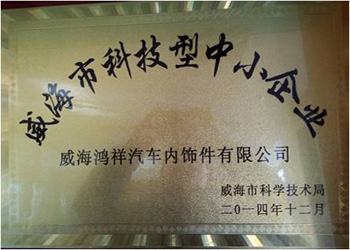 威海市科技型中小企业
威海鸿祥汽车内饰件有限公司
威海市科学技术局
二0一四年十二月